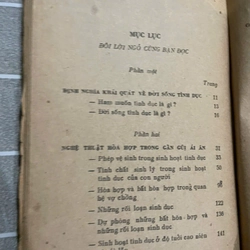 MỤC LỤC
ĐÔI LỜI NGỎ CÙNG BẠN ĐỌC
Phần một
Trang
ĐỊNH NGHĨA KHÁI QUÁT VỀ ĐỜI SỐNG TÌNH DỤC 11
— Ham muốn tình dục là gì ? 11
— Đời sống tình dục là gì ?
Phần hai
NGHỆ THUẬT HÒA HỢP TRONG GẦN GŨI ÁI ÂN
— Phép vệ sinh trong sinh hoạt tình dục
— Tính chất sinh lý trong sinh hoạt
tình dục của con người
— Hòa hợp và bất hòa hợp trong quan
hệ vợ chồng
— Những rối loạn sinh dục
— Dự phòng những bất hòa hợp và
những rối loạn sinh dục
— Sinh hoạt tình dục ở độ tuổi cao niên